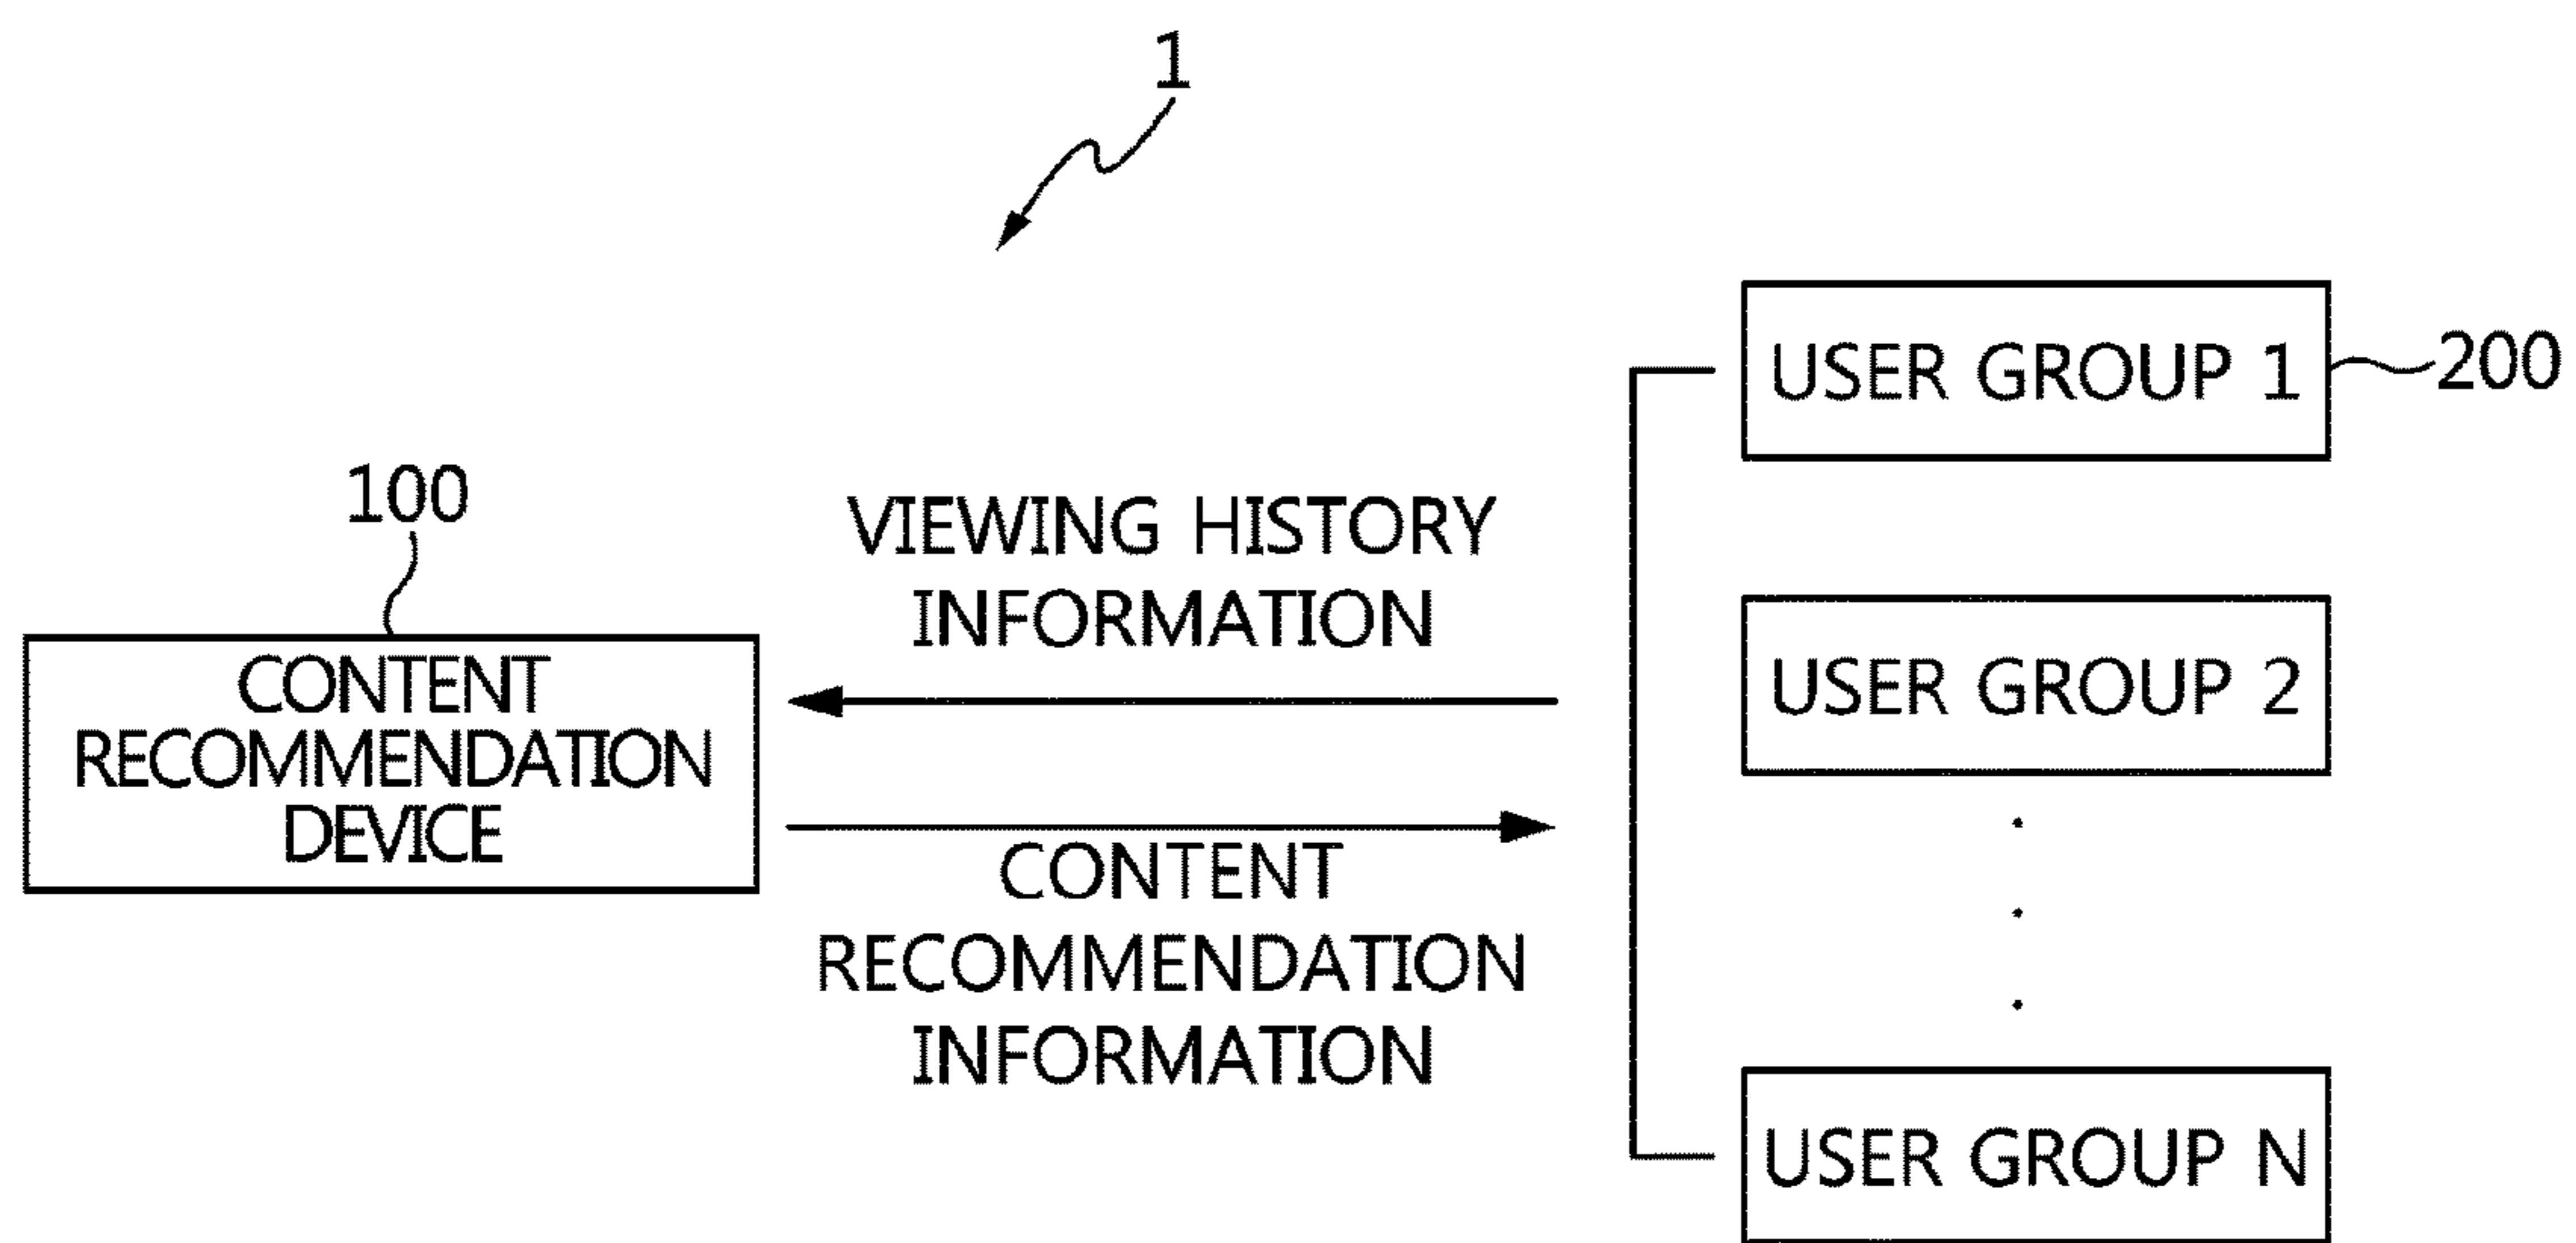 1
USER GROUP 1
200
100
VIEWING HISTORY
INFORMATION
CONTENT
RECOMMENDATION
DEVICE
USER GROUP 2
CONTENT
RECOMMENDATION
INFORMATION
USER GROUP N